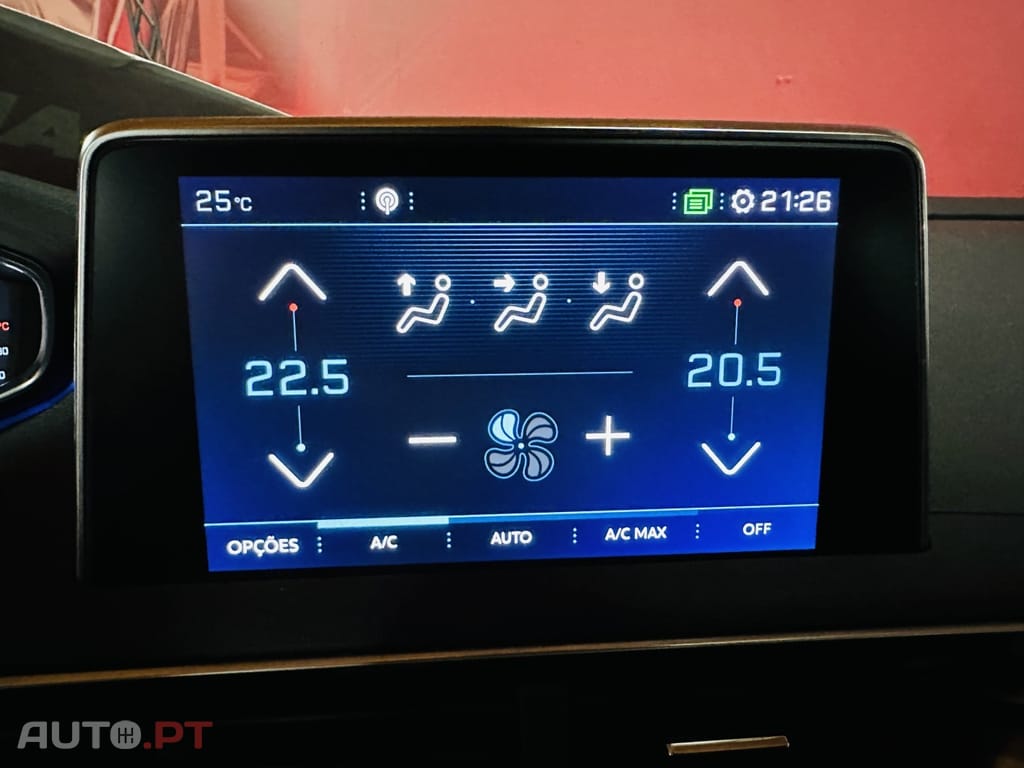 25°C
21:26
22.5
20.5
OPÇÕES
A/C
AUTO
A/C MAX
OFF
°C
AUTO.PT